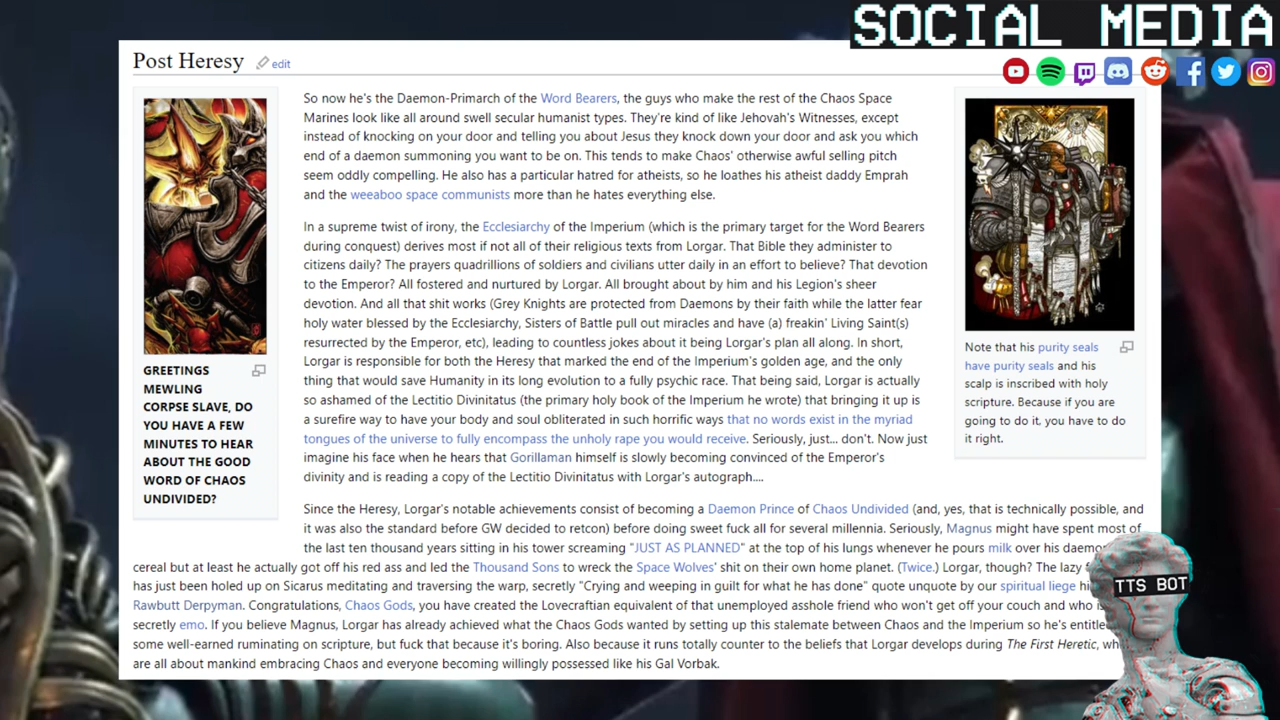 SOCIAL MEDIA
Post Heresy edit
So now he's the Daemon-Primarch of the Word Bearers, the guys who make the rest of the Chaos Space
Marines look like all around swell secular humanist types. They're kind of like Jehovah's Witnesses, except
instead of knocking on your door and telling you about Jesus they knock down your door and ask you which
end of a daemon summoning you want to be on. This tends to make Chaos' otherwise awful selling pitch
seem oddly compelling. He also has a particular hatred for atheists, so he loathes his atheist daddy Emprah
and the weeaboo space communists more than he hates everything else.
In a supreme twist of irony, the Ecclesiarchy of the Imperium (which is the primary target for the Word Bearers
during conquest) derives most if not all of their religious texts from Lorgar. That Bible they administer to
citizens daily? The prayers quadrillions of soldiers and civilians utter daily in an effort to believe? That devotion
to the Emperor? All fostered and nurtured by Lorgar. All brought about by him and his Legion's sheer
devotion. And all that shit works (Grey Knights are protected from Daemons by their faith while the latter fear
holy water blessed by the Ecclesiarchy, Sisters of Battle pull out miracles and have (a) freakin' Living Saint(s)
resurrected by the Emperor, etc), leading to countless jokes about it being Lorgar's plan all along. In short,
Lorgar is responsible for both the Heresy that marked the end of the Imperium's golden age, and the only
thing that would save Humanity in its long evolution to a fully psychic race. That being said, Lorgar is actually
so ashamed of the Lectitio Divinitatus (the primary holy book of the Imperium he wrote) that bringing it up is
a surefire way to have your body and soul obliterated in such horrific ways that no words exist in the myriad
tongues of the universe to fully encompass the unholy rape you would receive. Seriously, just... don't. Now just
imagine his face when he hears that Gorillaman himself is slowly becoming convinced of the Emperor's
divinity and is reading a copy of the Lectitio Divinitatus with Lorgar's autograph....
GREETINGS
MEWLING
CORPSE SLAVE, DO
YOU HAVE A FEW
MINUTES TO HEAR
ABOUT THE GOOD
WORD OF CHAOS
UNDIVIDED?
Note that his purity seals
have purity seals and his
scalp is inscribed with holy
scripture. Because if you are
going to do it, you have to do
it right.
Since the Heresy, Lorgar's notable achievements consist of becoming a Daemon Prince of Chaos Undivided (and, yes, that is technically possible, and
it was also the standard before GW decided to retcon) before doing sweet fuck all for several millennia. Seriously, Magnus might have spent most of
the last ten thousand years sitting in his tower screaming "JUST AS PLANNED" at the top of his lungs whenever he pours milk over his daemo
cereal but at least he actually got off his red ass and led the Thousand Sons to wreck the Space Wolves' shit on their own home planet. (Twice.) Lorgar, though? The lazy
has just been holed up on Sicarus meditating and traversing the warp, secretly "Crying and weeping in guilt for what he has done" quote unquote by our spiritual liege
Rawbutt Derpyman. Congratulations, Chaos Gods, you have created the Lovecraftian equivalent of that unemployed asshole friend who won't get off your couch and who
secretly emo. If you believe Magnus, Lorgar has already achieved what the Chaos Gods wanted by setting up this stalemate between Chaos and the Imperium so he's
some well-earned ruminating on scripture, but fuck that because it's boring. Also because it runs totally counter to the beliefs that Lorgar develops during The First Heretic,
are all about mankind embracing Chaos and everyone becoming willingly possessed like his Gal Vorbak.
TTS BOT